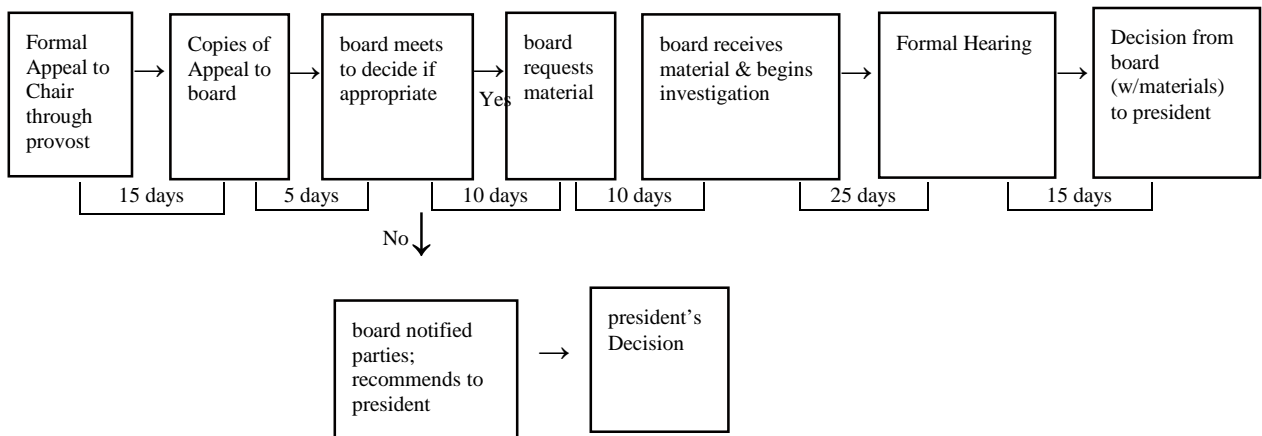 Formal
Appeal to
Chair
through
provost
Copies of
Appeal to
board
board meets
to decide if
appropriate
Yes
board
requests
material
board receives
material & begins
investigation
Formal Hearing
Decision from
board
(w/materials)
to president
15 days
5 days
10 days
10 days
25 days
15 days
No
board notified
parties;
recommends to
president
president's
Decision